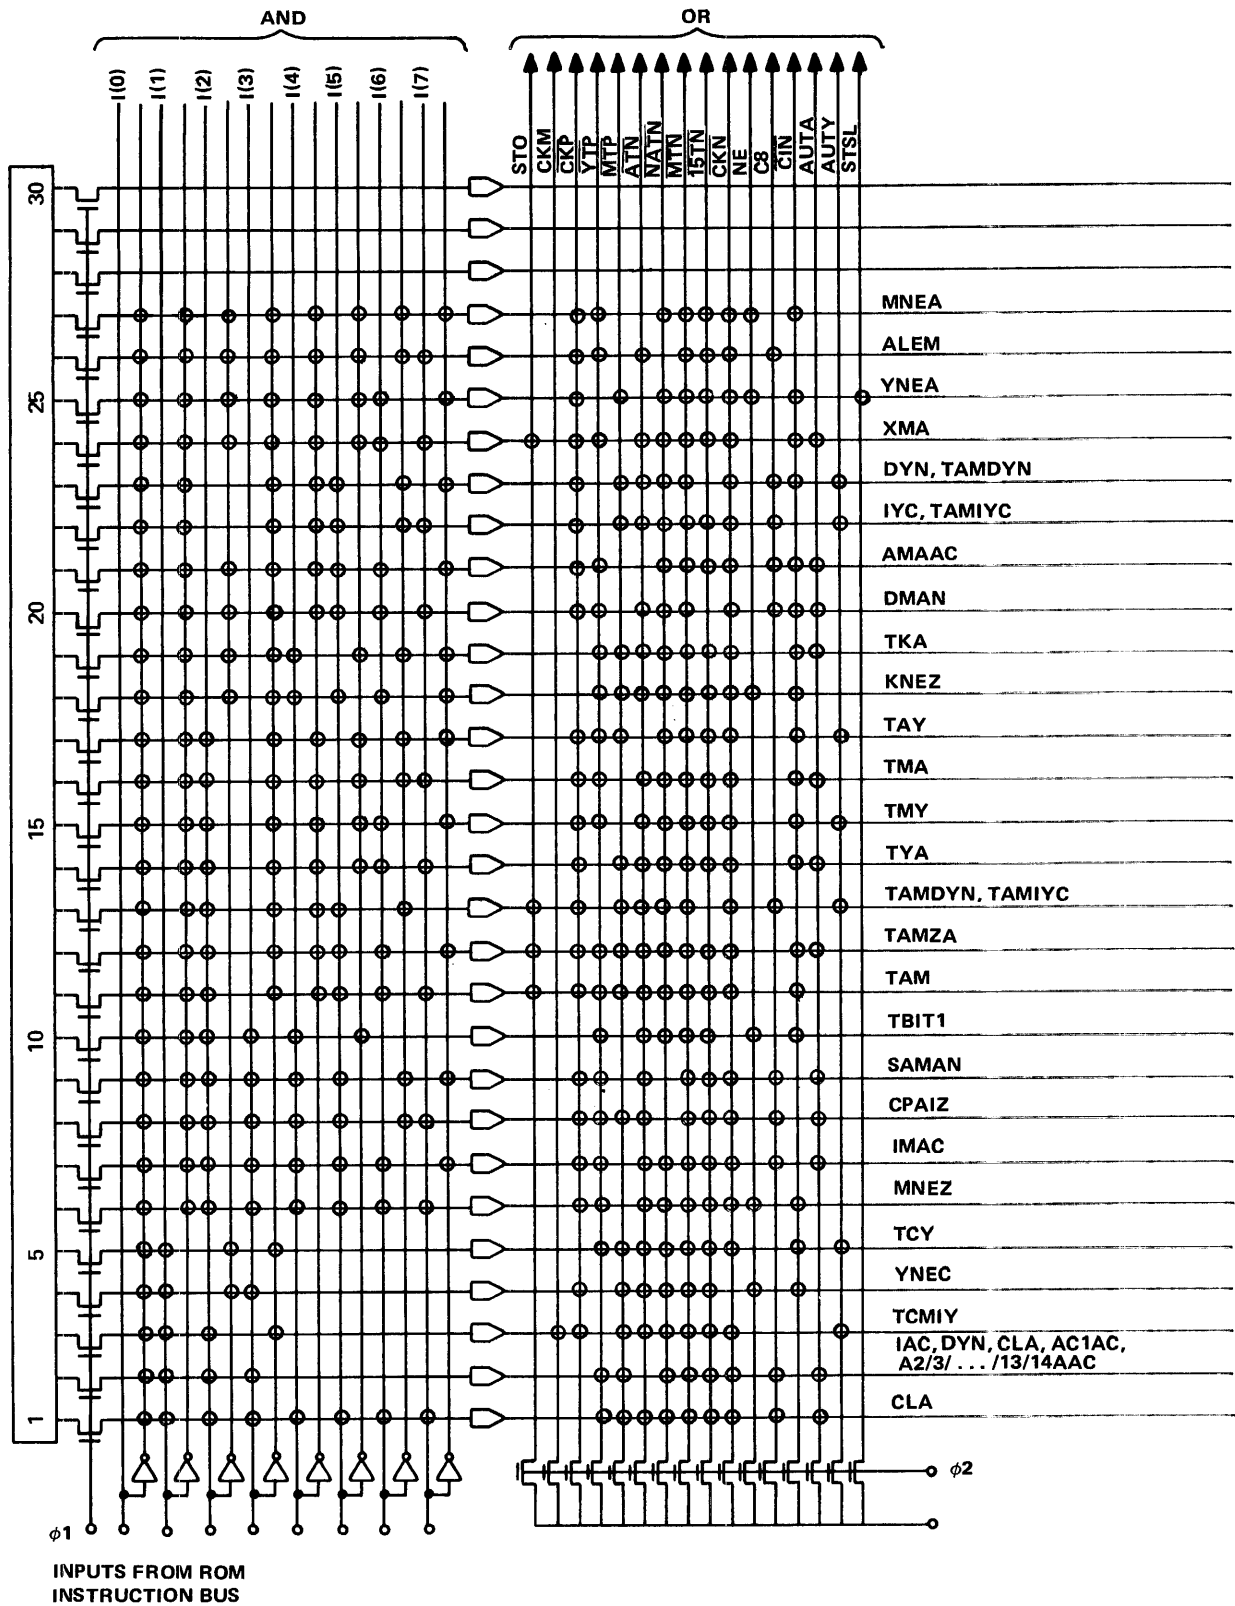 AND
OR
I(0)
I(1)
I(2)
I(3)
I(4)
I(5)
I(6)
I(7)
STO
CKM
CKP
YTP
MTP
ATN
NATN
MTN
15TN
CKN
NE
C8
CIN
AUTA
AUTY
STSL
30
MNEA
ALEM
25
YNEA
XMA
DYN, TAMDYN
IYC, TAMIYC
AMAAC
20
DMAN
TKA
KNEZ
TAY
TMA
15
TMY
TYA
TAMDYN, TAMIYC
TAMZA
TAM
10
TBIT1
SAMAN
CPAIZ
IMAC
MNEZ
5
TCY
YNEC
TCMIY
IAC, DYN, CLA, AC1AC,
A2/3/ . . . /13/14AAC
1
CLA
ϕ2
ϕ1
INPUTS FROM ROM
INSTRUCTION BUS